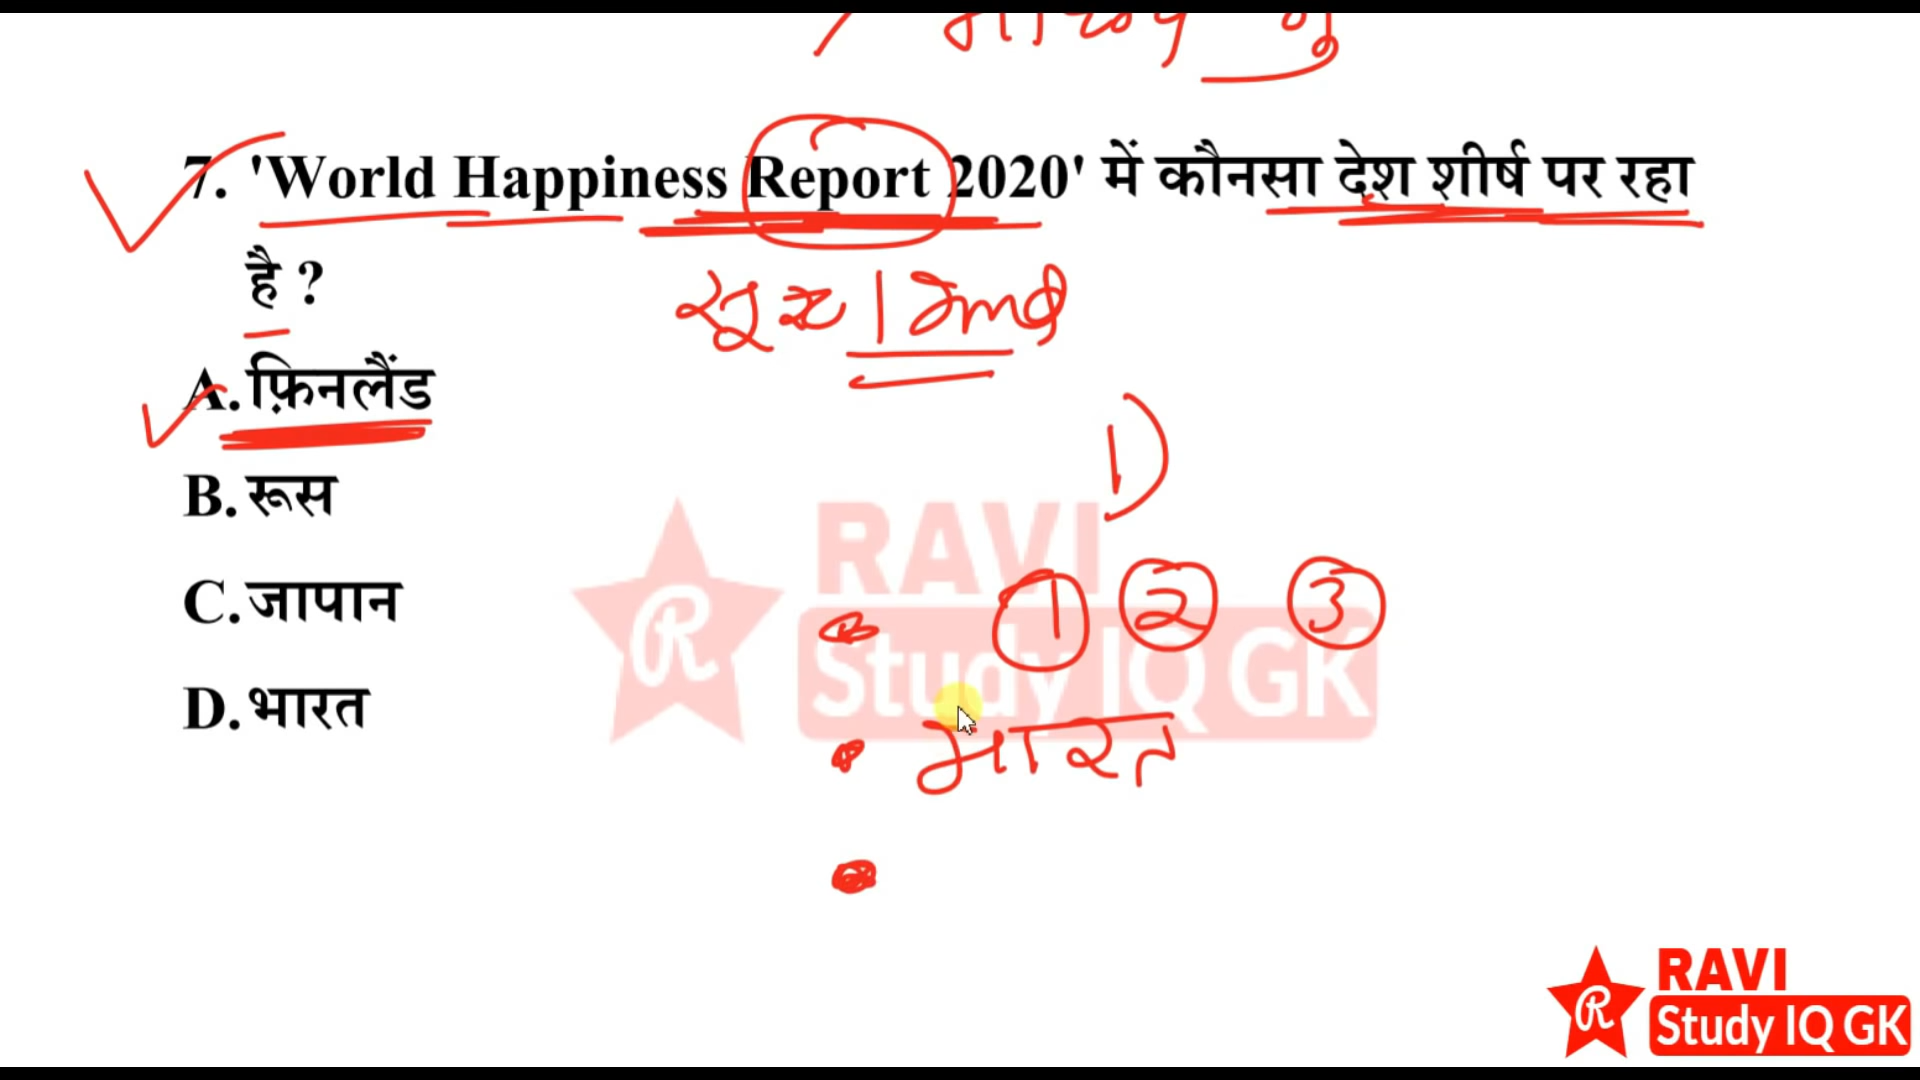 7. 'World Happiness Report 2020' में कौनसा देश शीर्ष पर रहा
है ?
A. फ़िनलैंड
B. रूस
C. जापान
D. भारत
1)
1 2 3
भारत
RAVI
Study IQ GK
R
RAVI
Study IQ GK
R